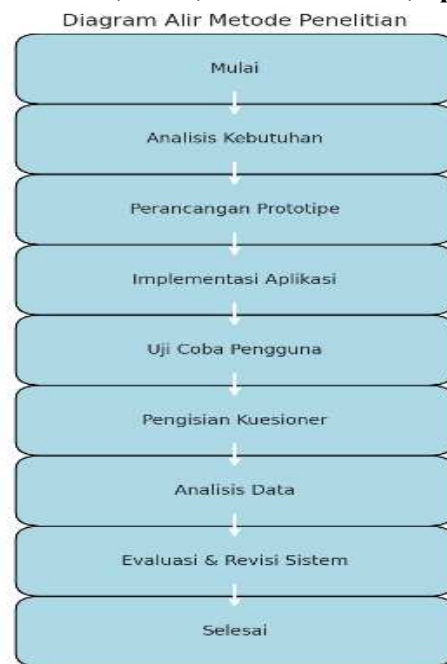 Diagram Alir Metode Penelitian
Mulai
Analisis Kebutuhan
Perancangan Prototipe
Implementasi Aplikasi
Uji Coba Pengguna
Pengisian Kuesioner
Analisis Data
Evaluasi & Revisi Sistem
Selesai